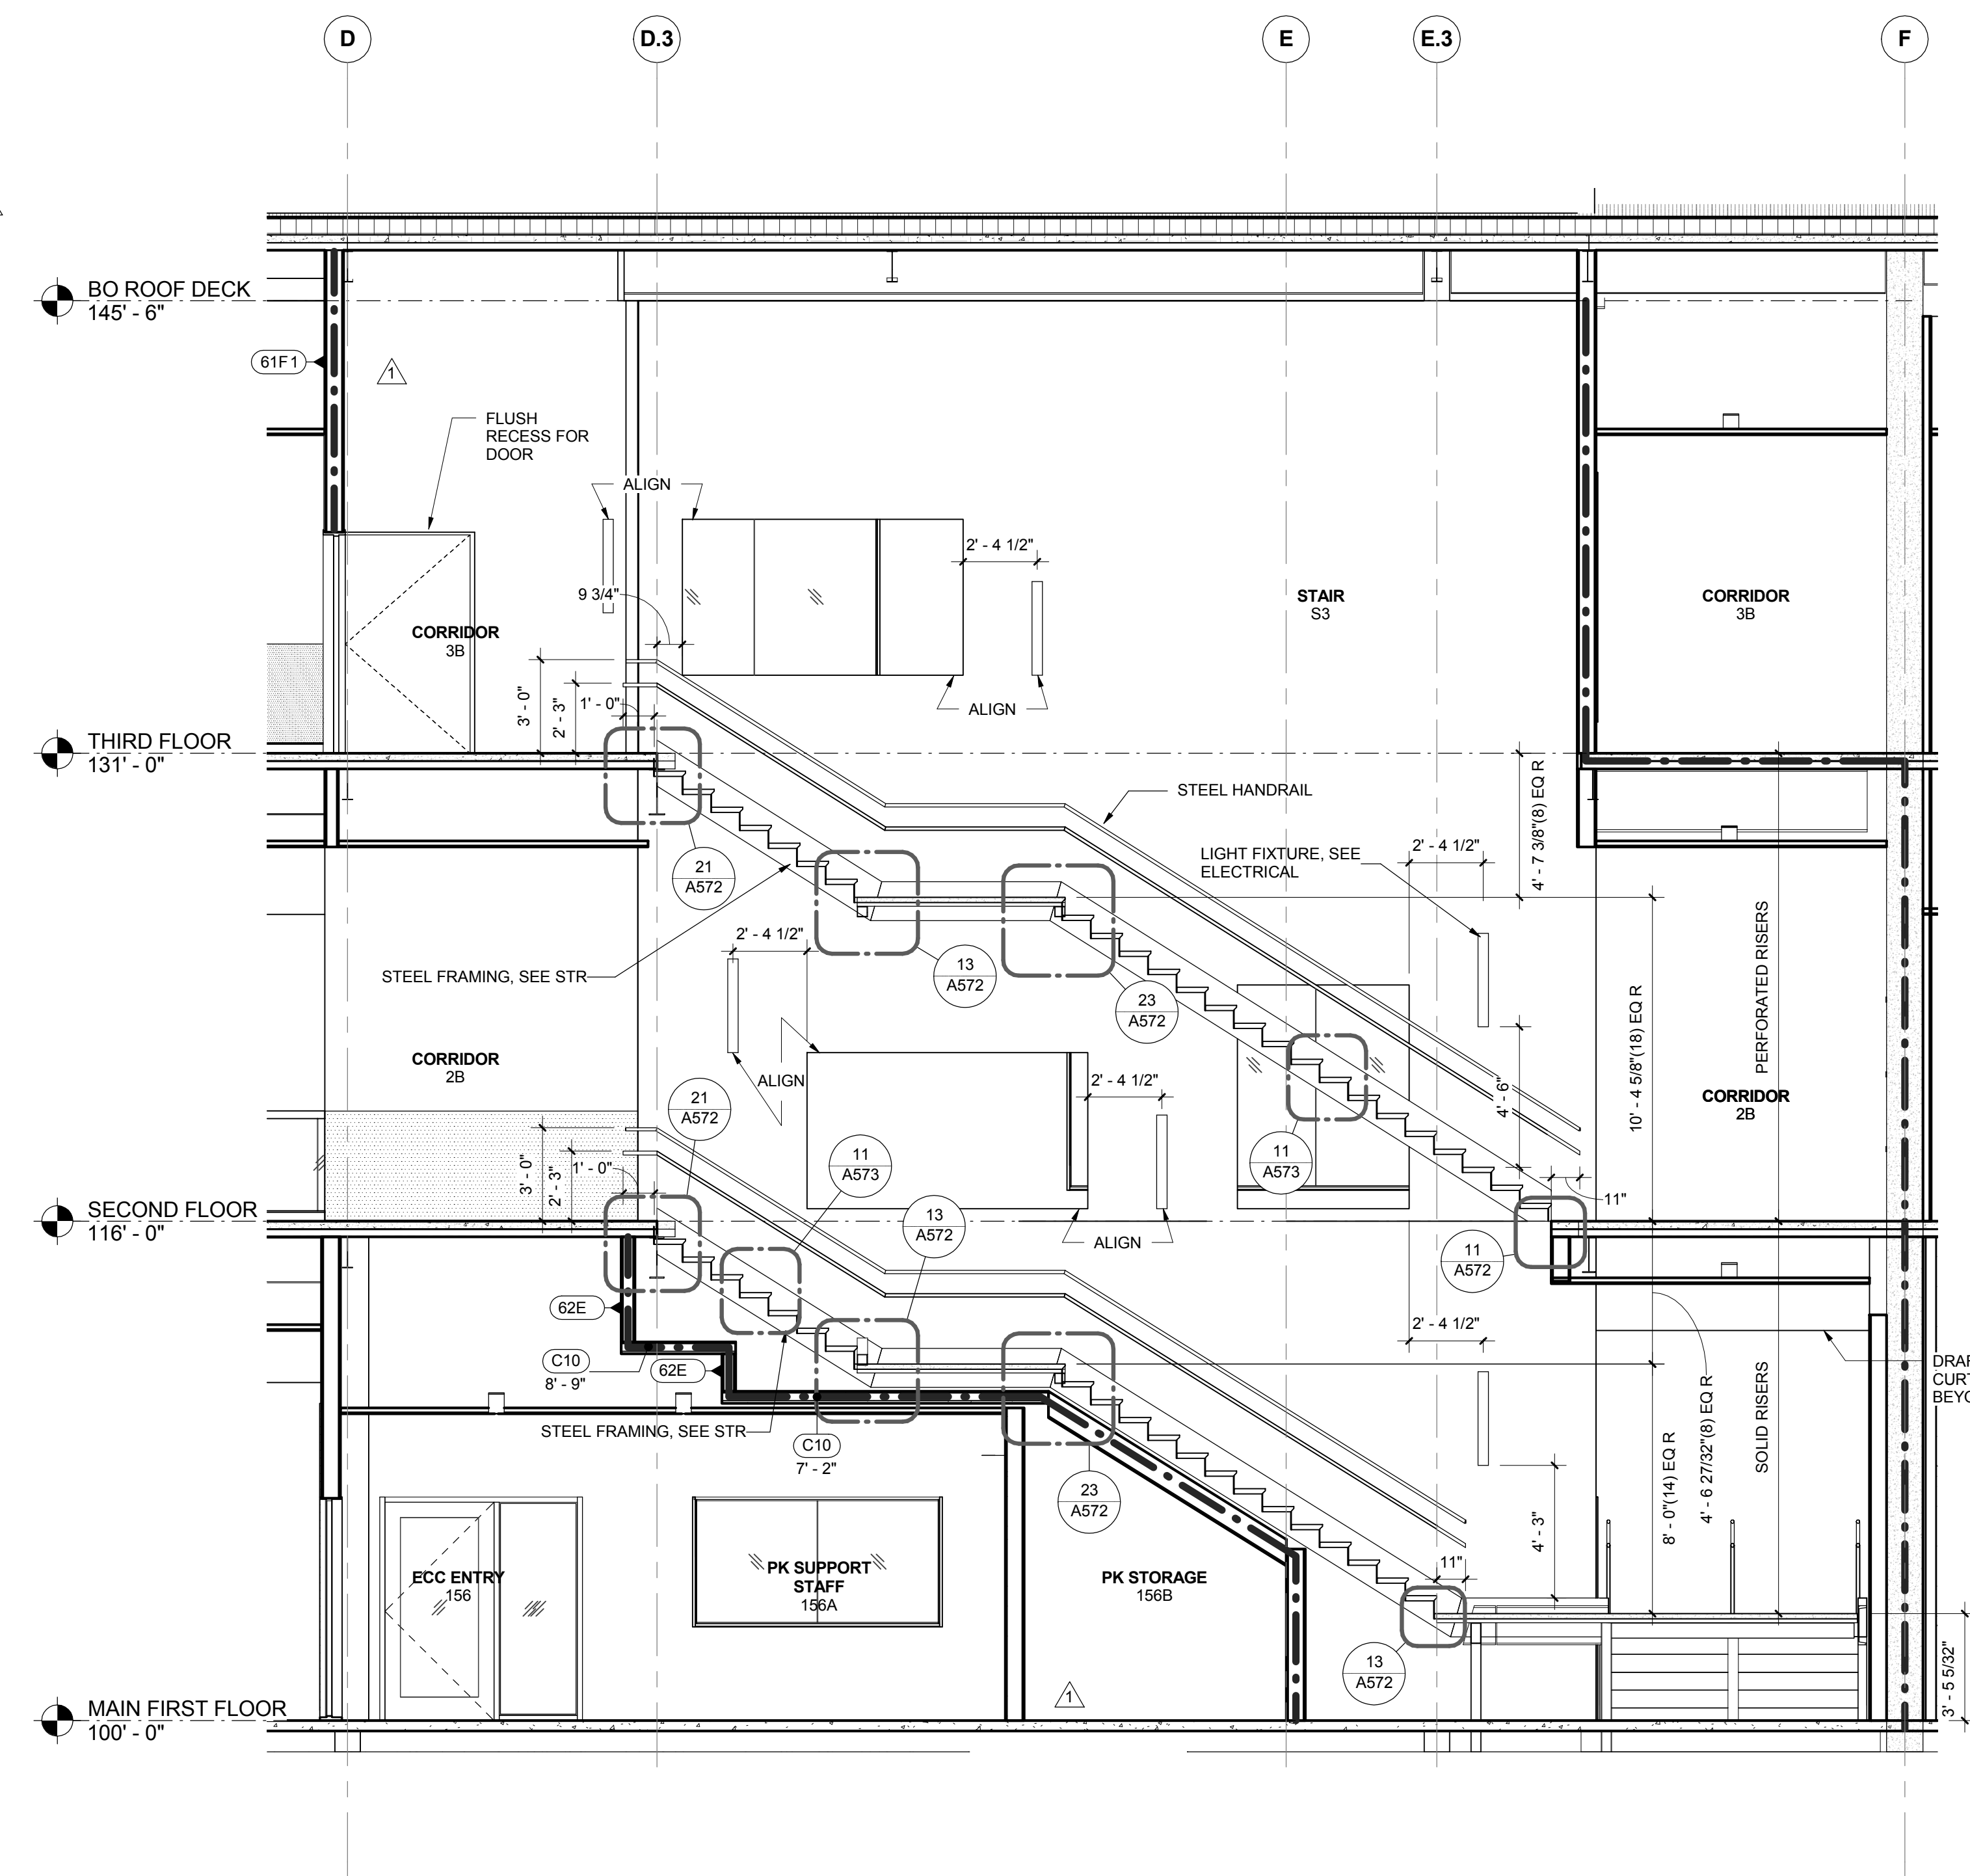 D
D.3
E
E.3
F
BO ROOF DECK
145' - 6"
61F1
1
FLUSH
RECESS FOR
DOOR
ALIGN
2' - 4 1/2"
9 3/4"
STAIR
S3
CORRIDOR
3B
CORRIDOR
3B
3' - 0"
2' - 3"
1' - 0"
ALIGN
THIRD FLOOR
131' - 0"
STEEL HANDRAIL
4' - 7 3/8"(8) EQ R
21
A572
LIGHT FIXTURE, SEE
ELECTRICAL
2' - 4 1/2"
2' - 4 1/2"
STEEL FRAMING, SEE STR
13
A572
23
A572
PERFORATED RISERS
10' - 4 5/8"(18) EQ R
CORRIDOR
2B
ALIGN
2' - 4 1/2"
4' - 6"
CORRIDOR
2B
21
A572
11
A573
11
A573
3' - 0"
2' - 3"
1' - 0"
11"
SECOND FLOOR
116' - 0"
13
A572
ALIGN
11
A572
62E
2' - 4 1/2"
C10
8' - 9"
62E
DRAF
CURT
BEYO
STEEL FRAMING, SEE STR
C10
7' - 2"
23
A572
8' - 0"(14) EQ R
4' - 6 27/32"(8) EQ R
SOLID RISERS
4' - 3"
11"
ECC ENTRY
156
PK SUPPORT
STAFF
156A
PK STORAGE
156B
13
A572
1
3' - 5 5/32"
MAIN FIRST FLOOR
100' - 0"